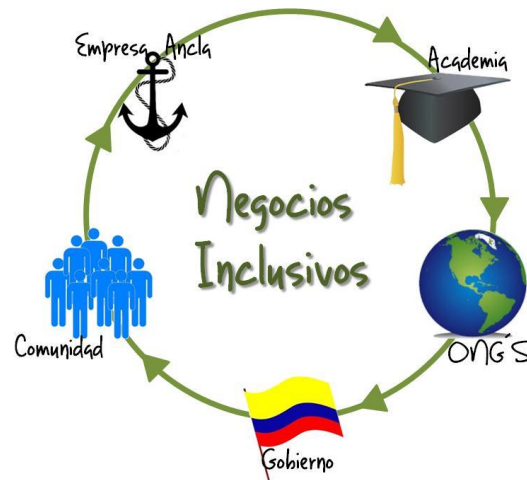 Empresa Ancla
Academia
Negocios
Inclusivos
ONG'S
Comunidad
Gobierno